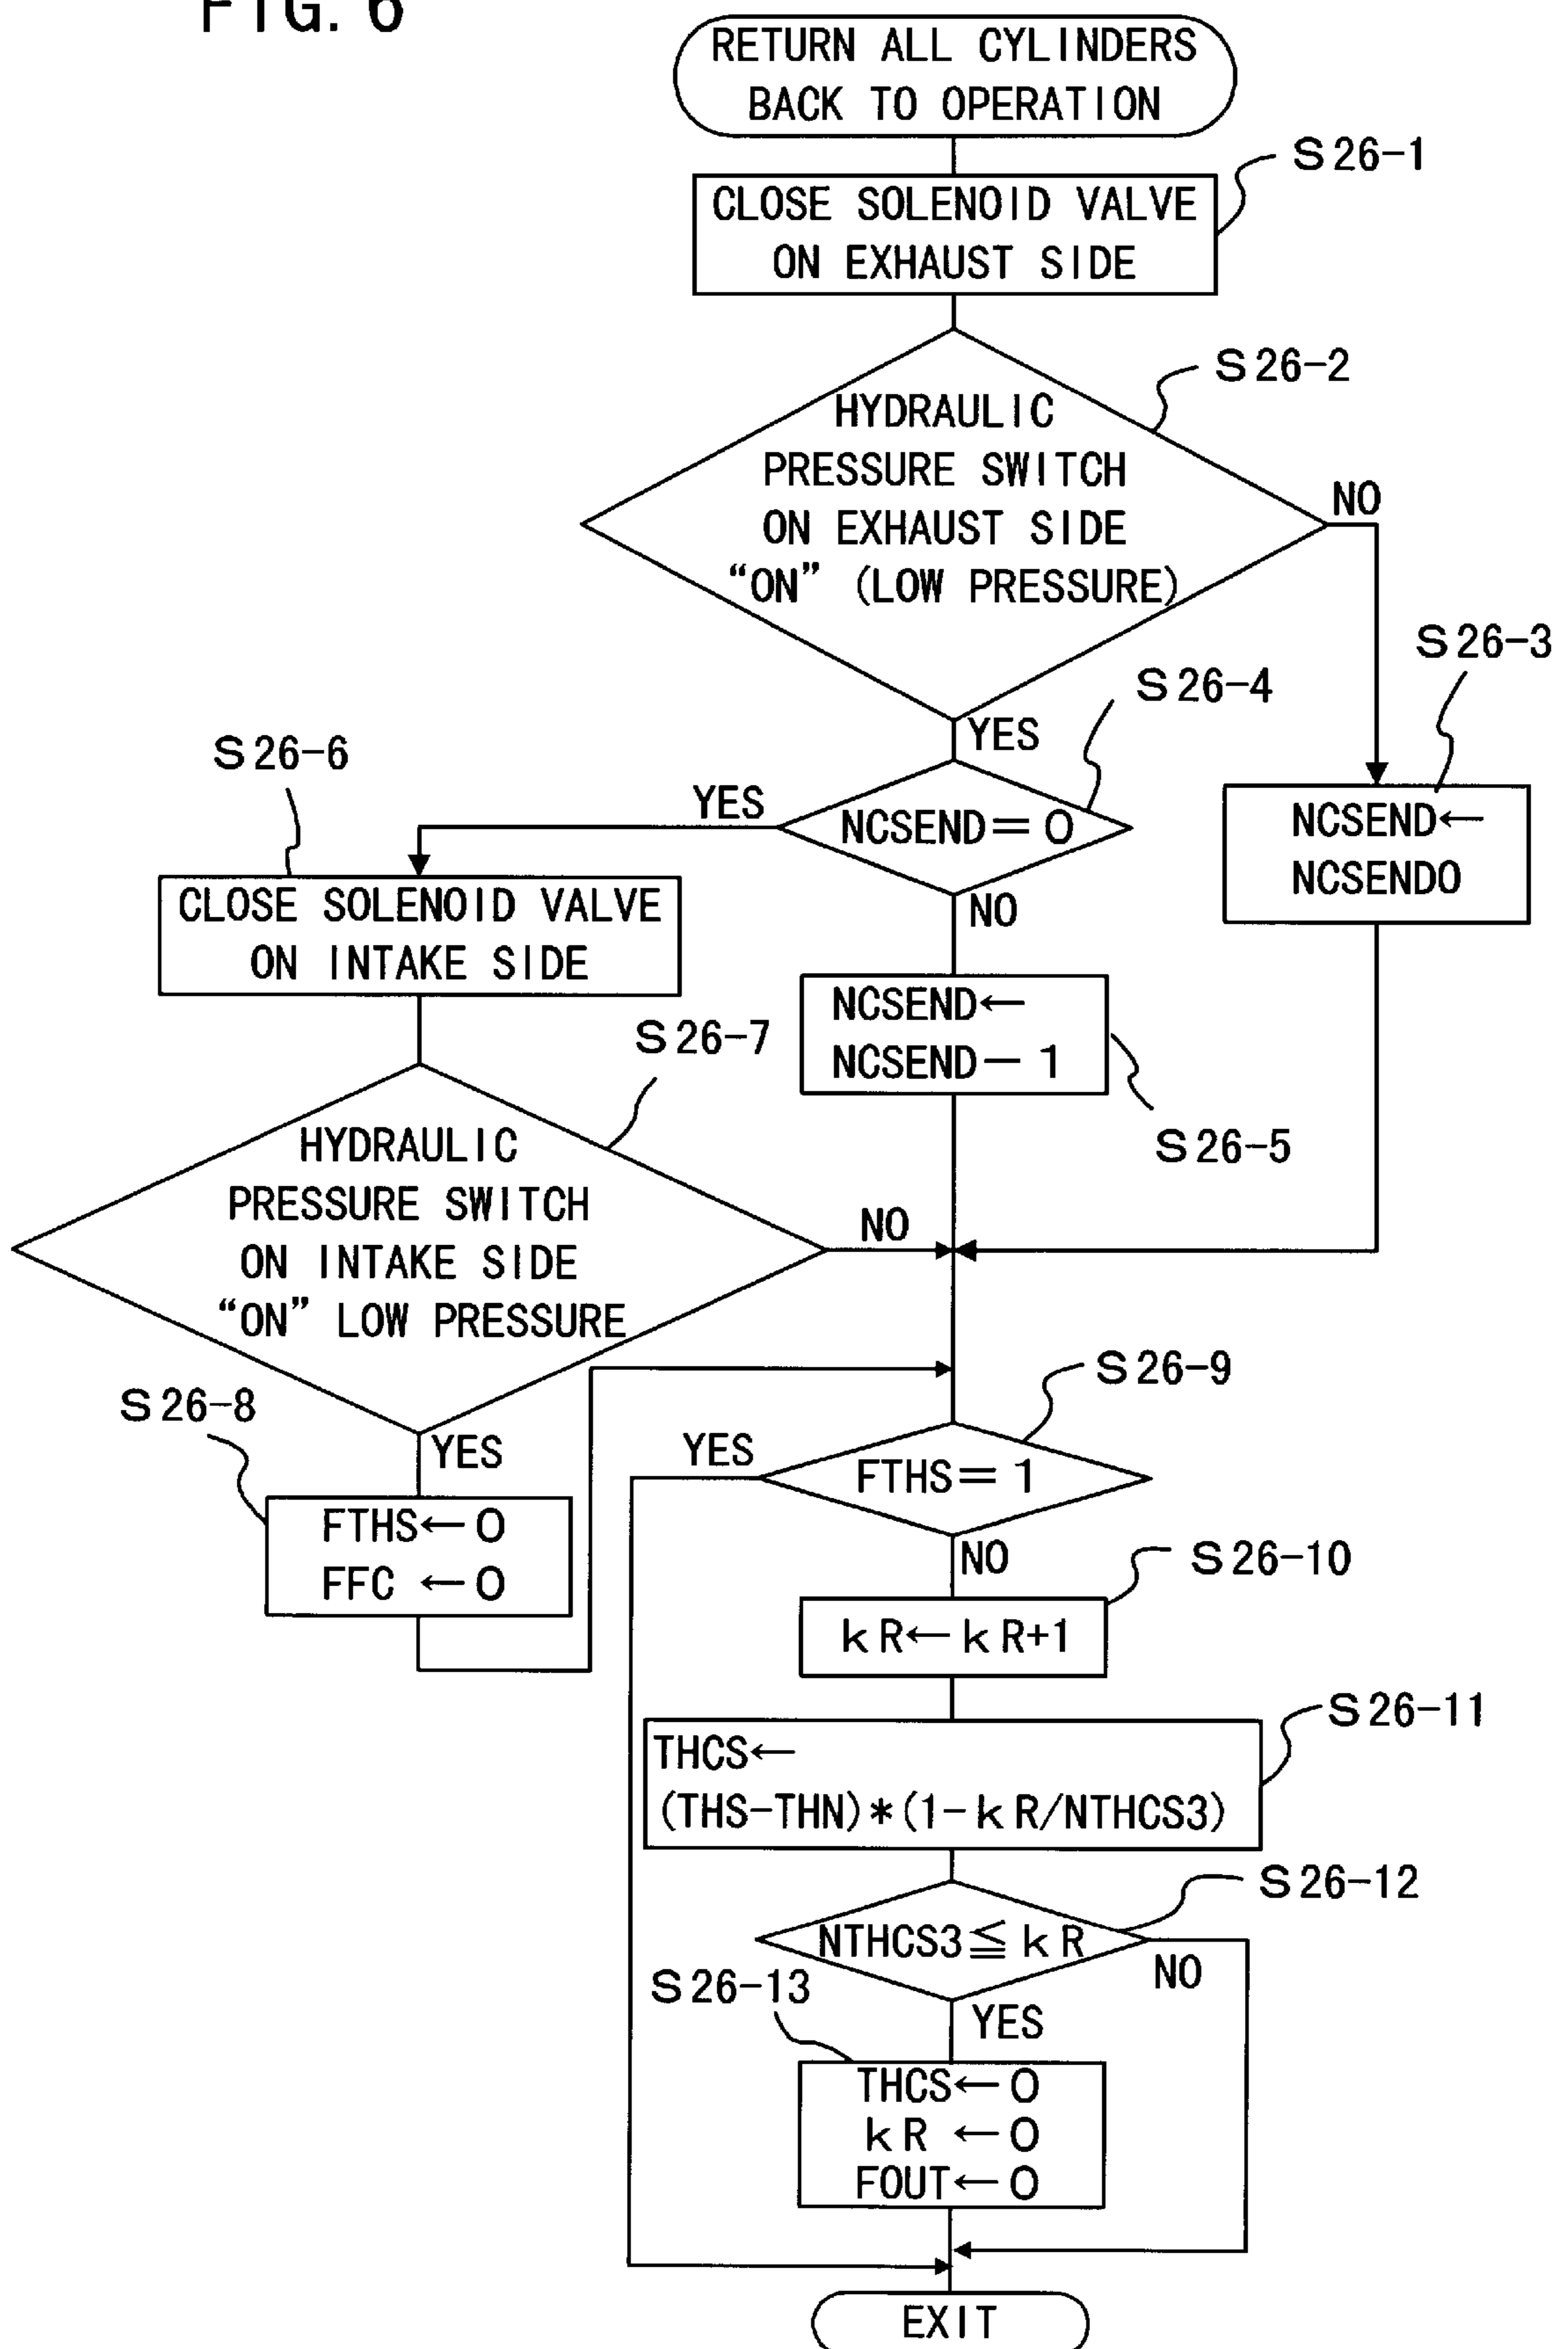 FIG. 6
RETURN ALL CYLINDERS
BACK TO OPERATION
S26-1
CLOSE SOLENOID VALVE
ON EXHAUST SIDE
S26-2
HYDRAULIC
PRESSURE SWITCH
ON EXHAUST SIDE
“ON” (LOW PRESSURE)
NO
S26-3
NCSEND←
NCSEND0
YES
S26-4
NCSEND=0
YES
NO
S26-6
CLOSE SOLENOID VALVE
ON INTAKE SIDE
NCSEND←
NCSEND-1
S26-5
S26-7
HYDRAULIC
PRESSURE SWITCH
ON INTAKE SIDE
“ON” LOW PRESSURE
NO
YES
S26-8
FTHS←0
FFC ←0
S26-9
FTHS=1
YES
NO
S26-10
kR←kR+1
S26-11
THCS←
(THS-THN)*(1-kR/NTHCS3)
S26-12
NTHCS3≦kR
NO
YES
S26-13
THCS←0
kR ←0
FOUT←0
EXIT